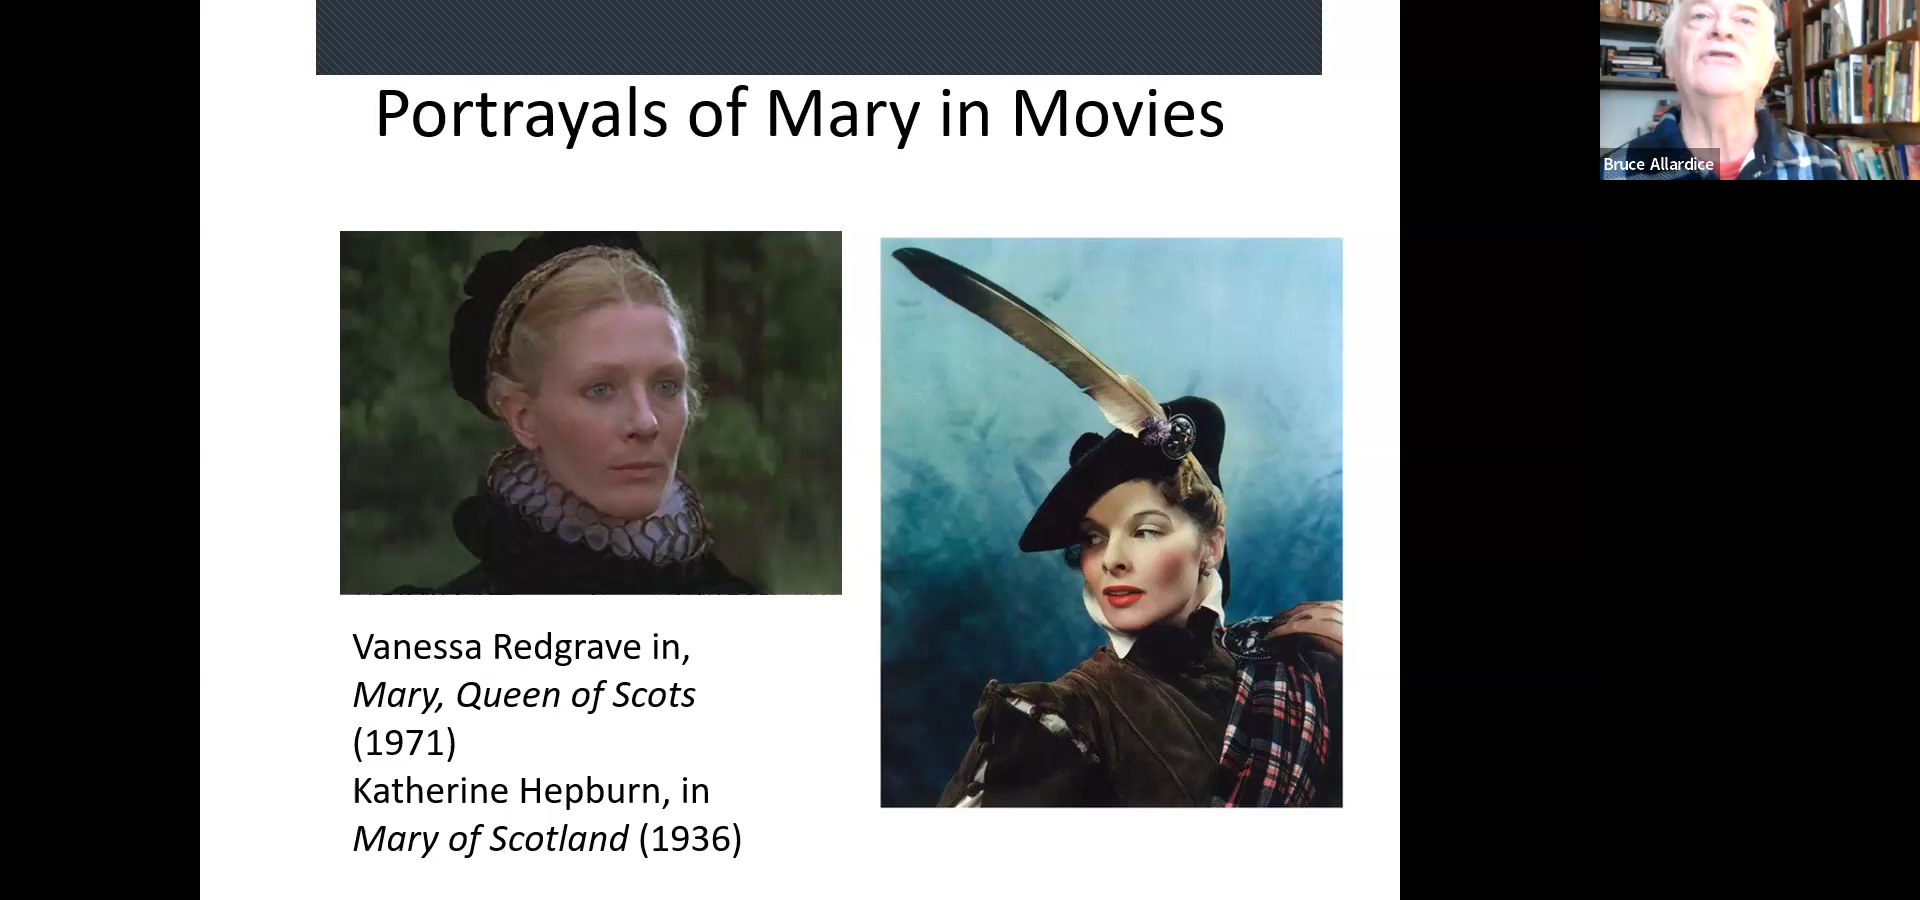 Portrayals of Mary in Movies
Bruce Allardice
Vanessa Redgrave in,
Mary, Queen of Scots
(1971)
Katherine Hepburn, in
Mary of Scotland (1936)